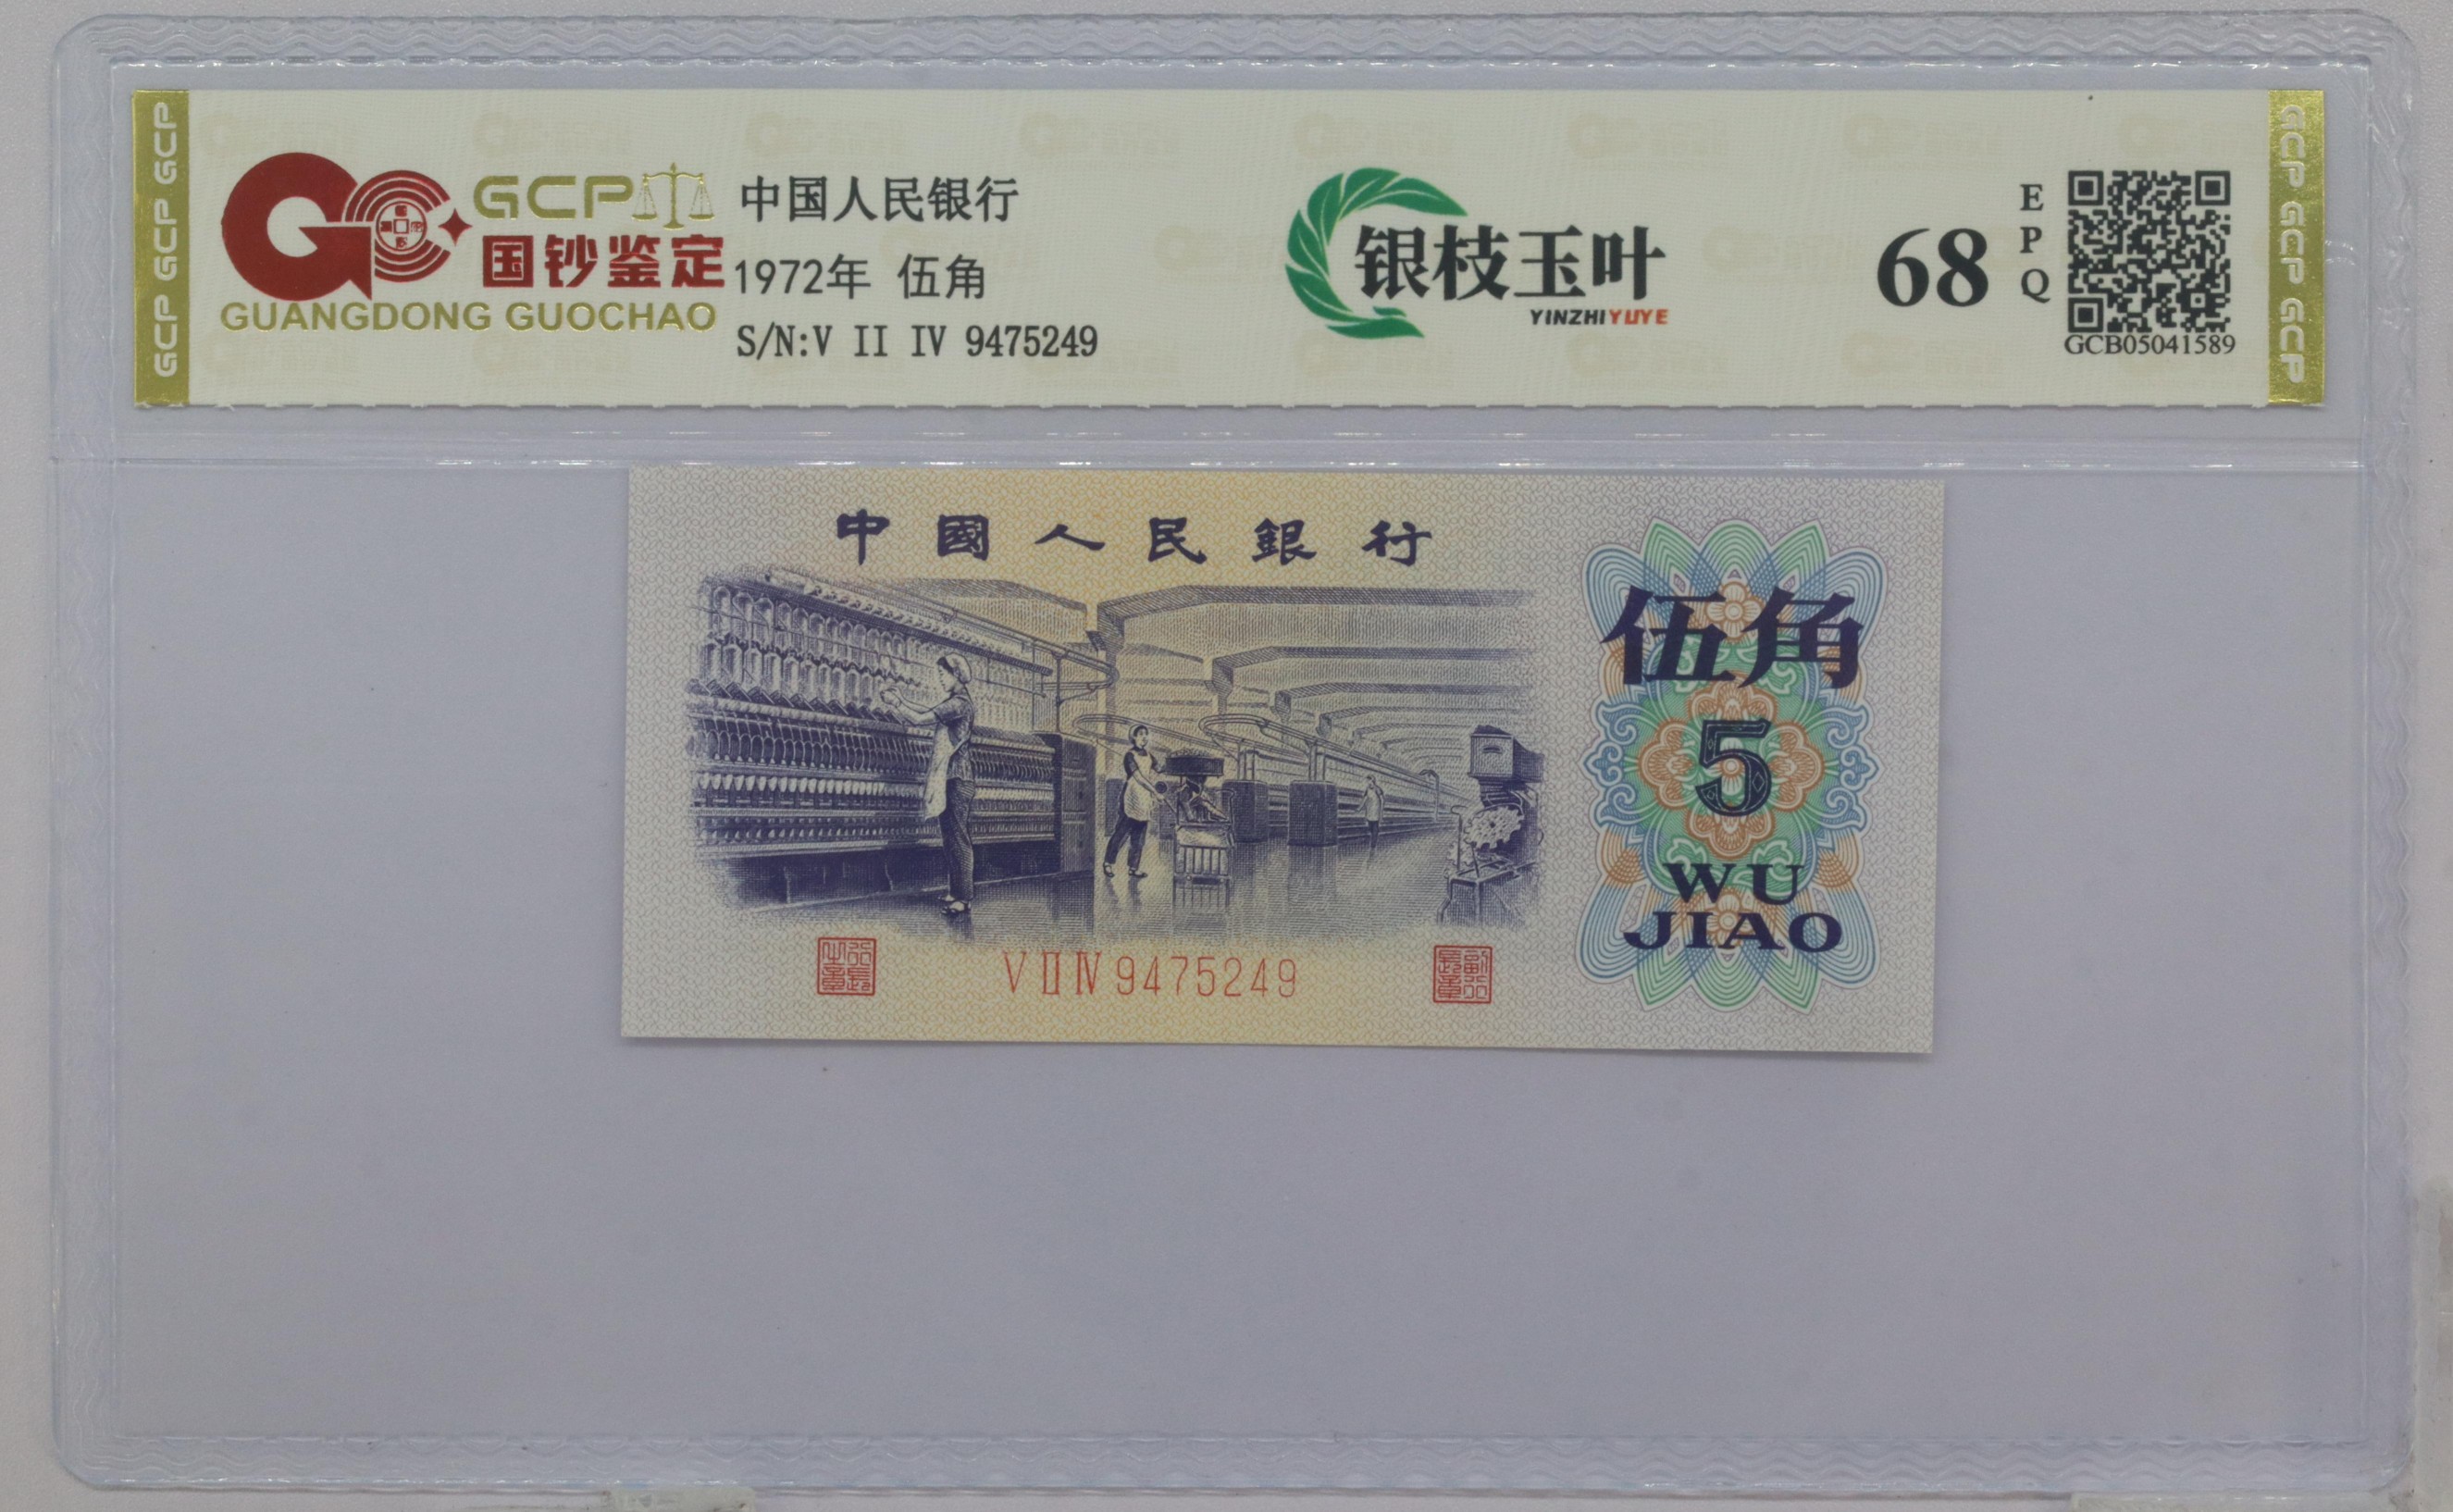 GCP GCP GCP
GCP
国钞鉴定
GUANGDONG GUOCHAO
中国人民银行
1972年 伍角
S/N:V II IV 9475249
银枝玉叶
YINZHIYUYE
68
EPQ
GCB05041589
GCP GCP GCP
中國人民銀行
伍角
5
WU
JIAO
V II IV 9475249